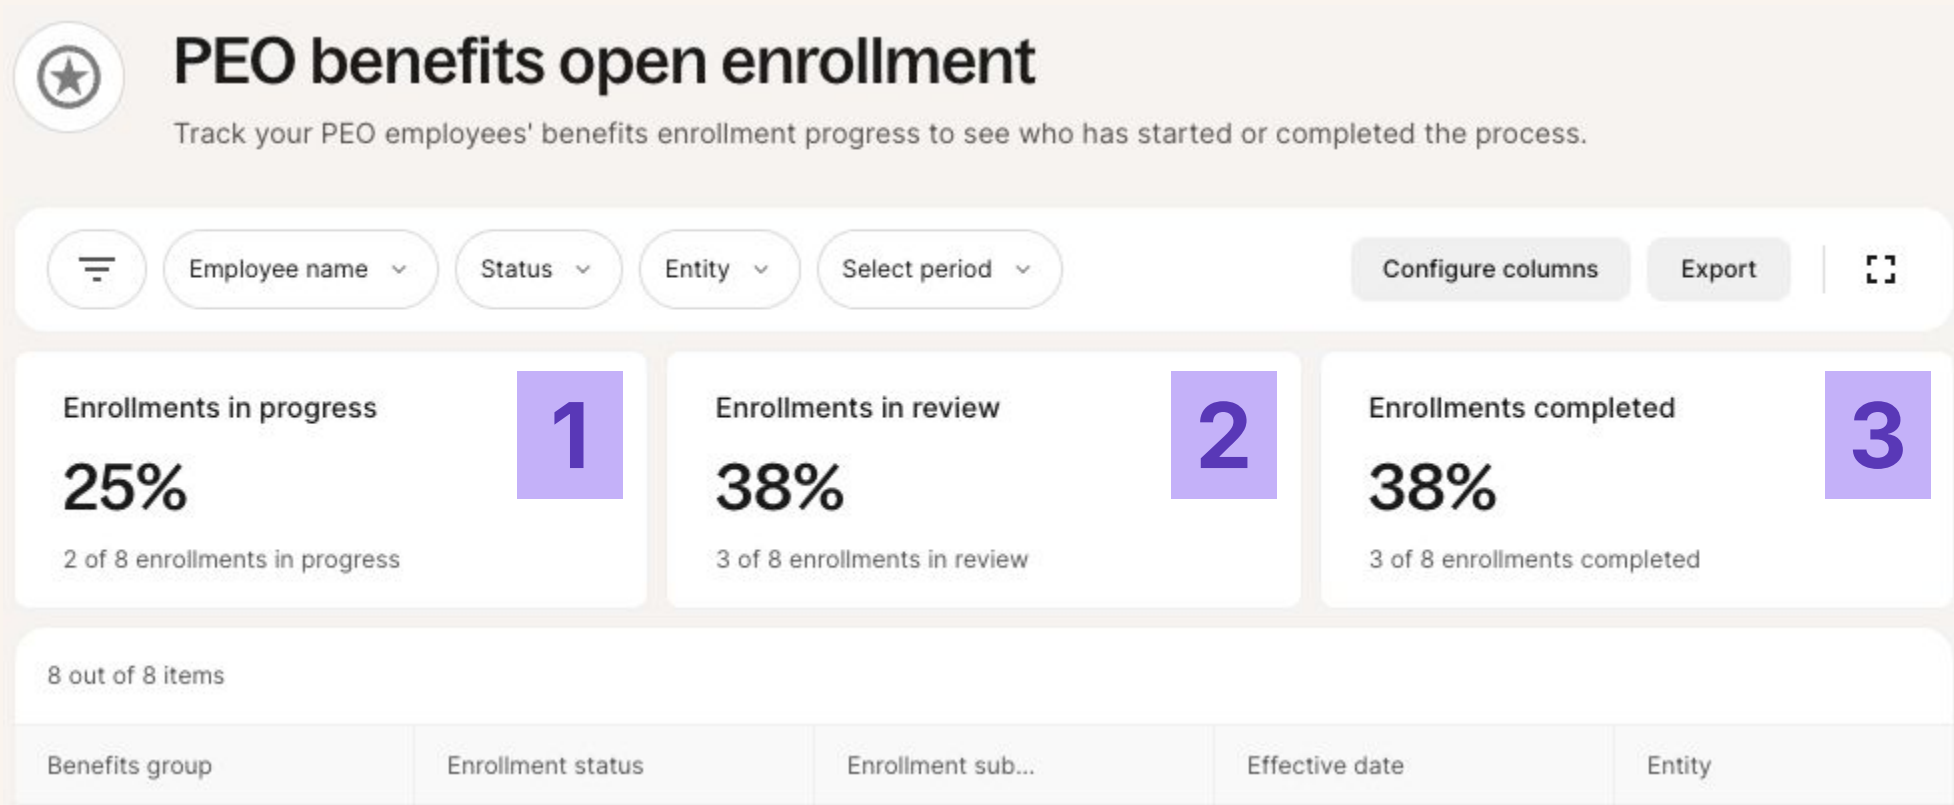 PEO benefits open enrollment
Track your PEO employees' benefits enrollment progress to see who has started or completed the process.
Employee name Status Entity Select period Configure columns Export
Enrollments in progress 1
25%
2 of 8 enrollments in progress
Enrollments in review 2
38%
3 of 8 enrollments in review
Enrollments completed 3
38%
3 of 8 enrollments completed
8 out of 8 items
Benefits group Enrollment status Enrollment sub... Effective date Entity